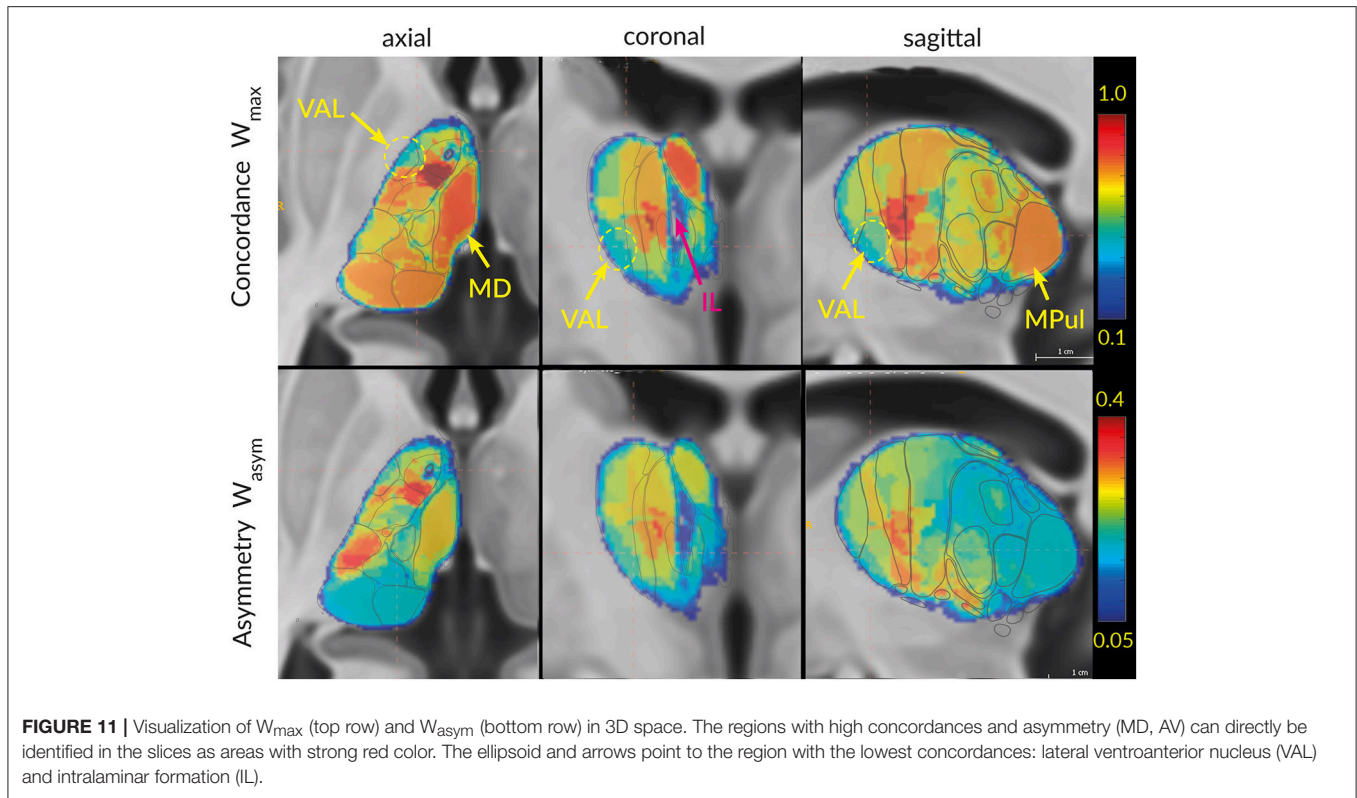 axial coronal sagittal
Concordance Wmax
VAL
MD
VAL
IL
VAL
MPul
1.0
0.1
1 cm
R
Asymmetry Wasym
0.4
0.05
1 cm
FIGURE 11 | Visualization of Wmax (top row) and Wasym (bottom row) in 3D space. The regions with high concordances and asymmetry (MD, AV) can directly be
identified in the slices as areas with strong red color. The ellipsoid and arrows point to the region with the lowest concordances: lateral ventroanterior nucleus (VAL)
and intralaminar formation (IL).